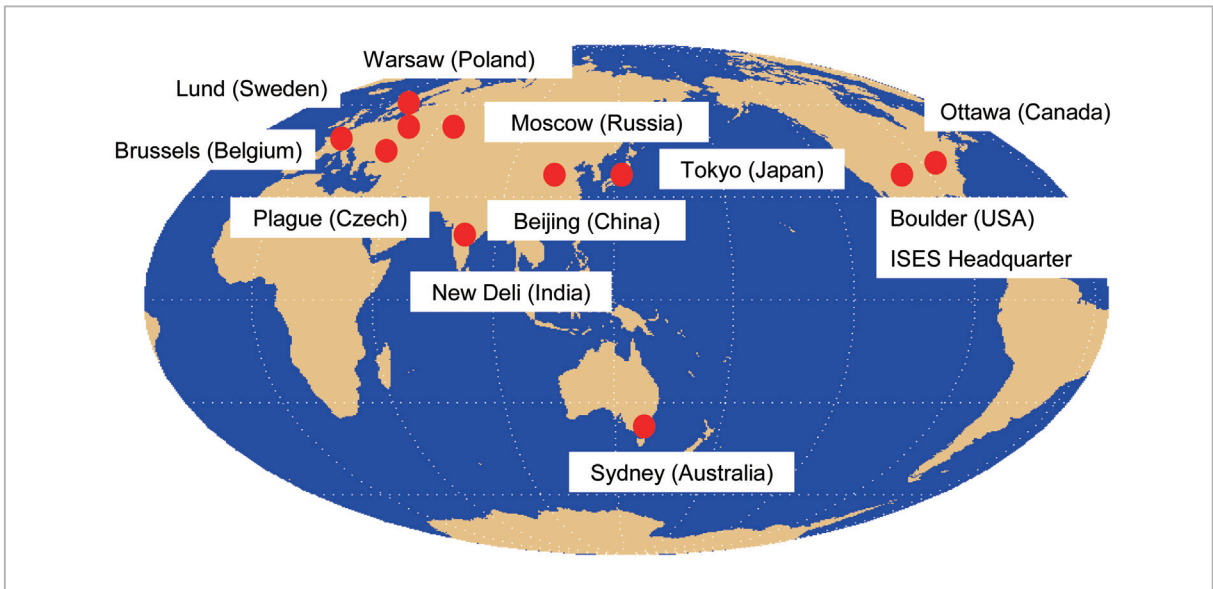 Warsaw (Poland)
Lund (Sweden)
Ottawa (Canada)
Moscow (Russia)
Brussels (Belgium)
Tokyo (Japan)
Plague (Czech)
Beijing (China)
Boulder (USA)
ISES Headquarter
New Deli (India)
Sydney (Australia)